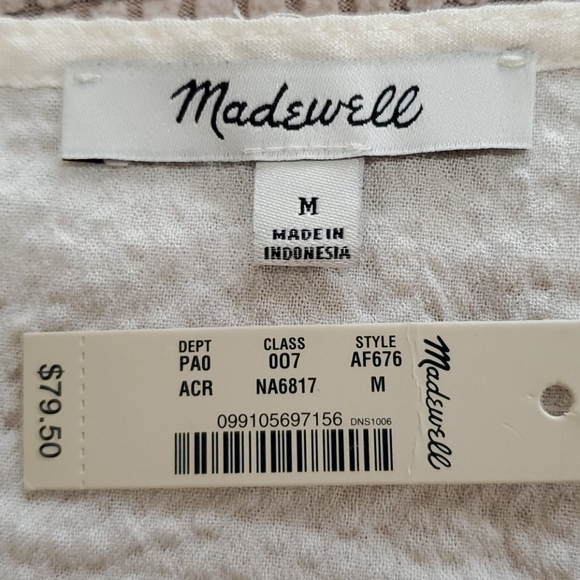 Madewell
M
MADE IN
INDONESIA
DEPT CLASS STYLE
PA0 007 AF676
ACR NA6817 M
099105697156 DNS1006
Madewell
$79.50